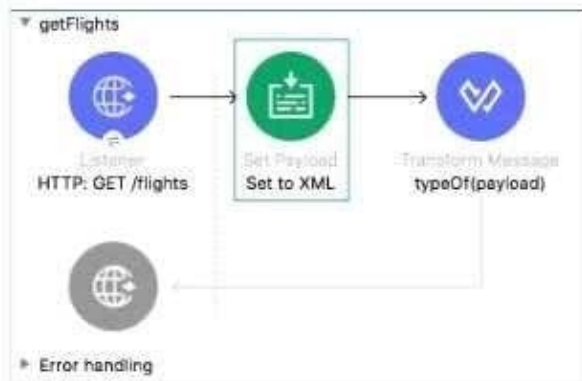 getFlights
Listener
Set Payload
Transform Message
HTTP: GET /flights
Set to XML
typeOf(payload)
Error handling